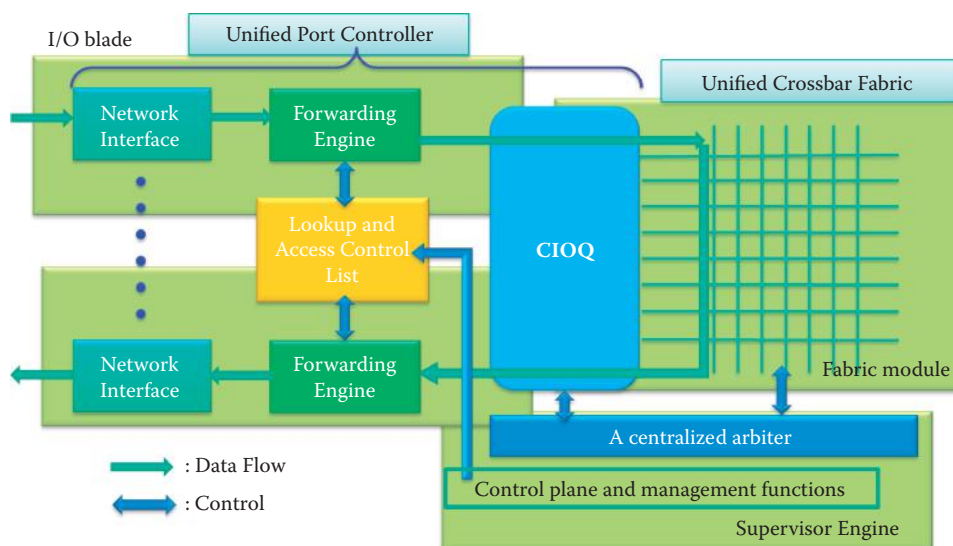 I/O blade
Unified Port Controller
Unified Crossbar Fabric
Network
Interface
Forwarding
Engine
Lookup and
Access Control
List
CIOQ
Network
Interface
Forwarding
Engine
Fabric module
A centralized arbiter
: Data Flow
: Control
Control plane and management functions
Supervisor Engine